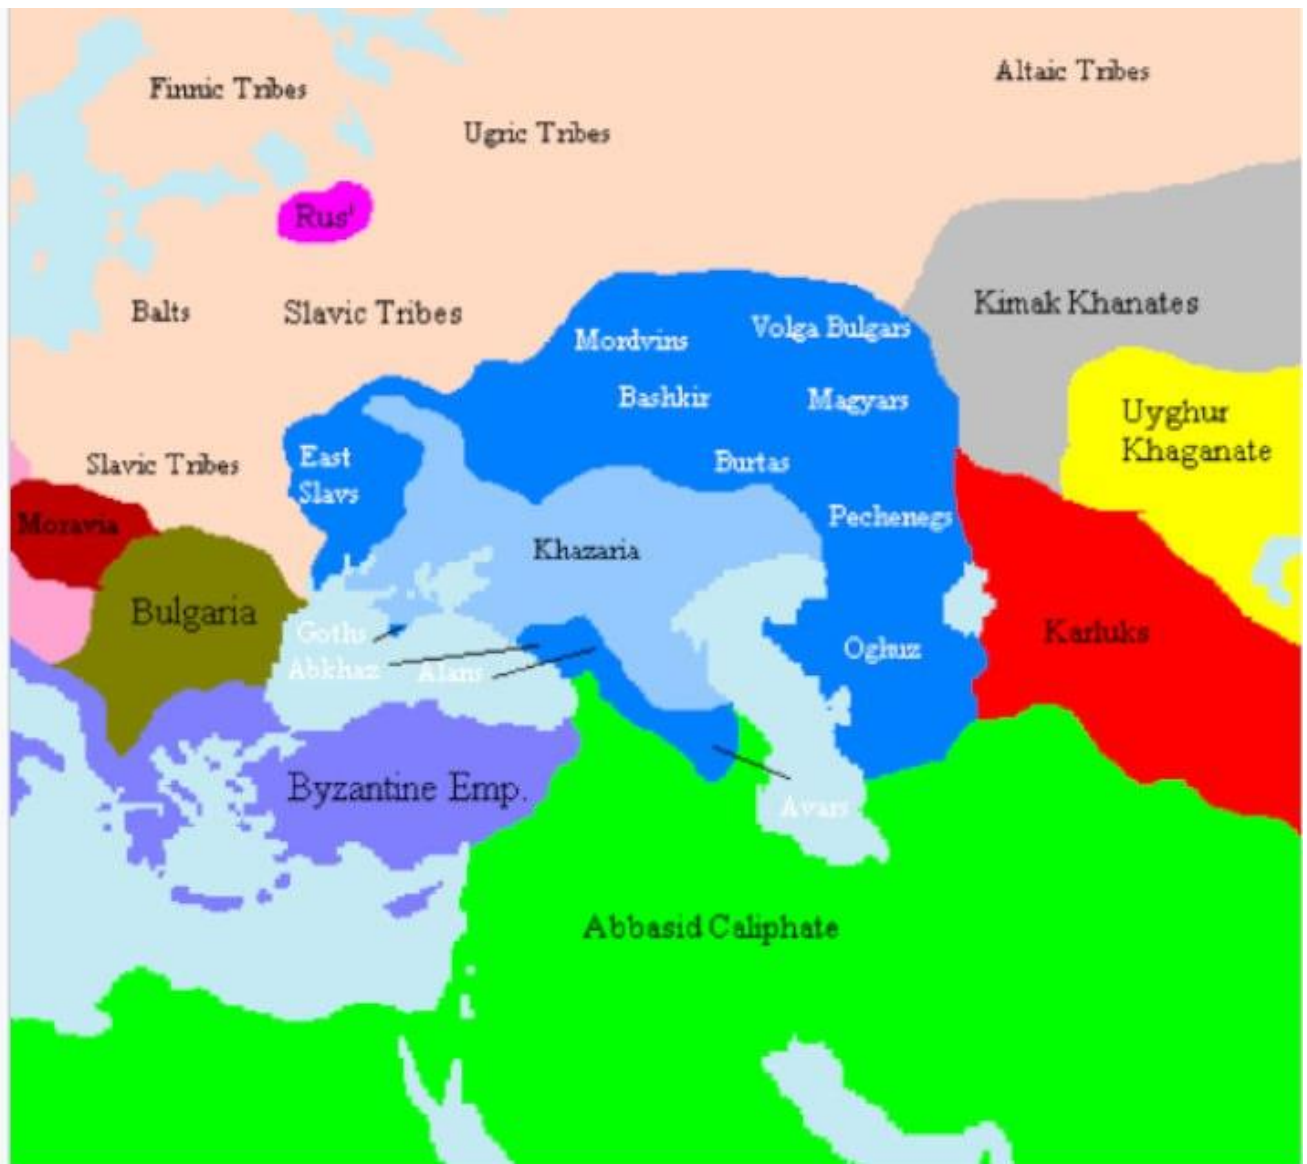 Altaic Tribes
Finnic Tribes
Ugric Tribes
Rus'
Kimak Khanates
Balts
Slavic Tribes
Volga Bulgars
Mordvins
Bashkir
Magyars
Uyghur
Khaganate
East
Slavs
Slavic Tribes
Burtas
Pechenegs
Moravia
Khazaria
Bulgaria
Goths
Abkhaz
Alans
Oghuz
Karluks
Byzantine Emp.
Avars
Abbasid Caliphate